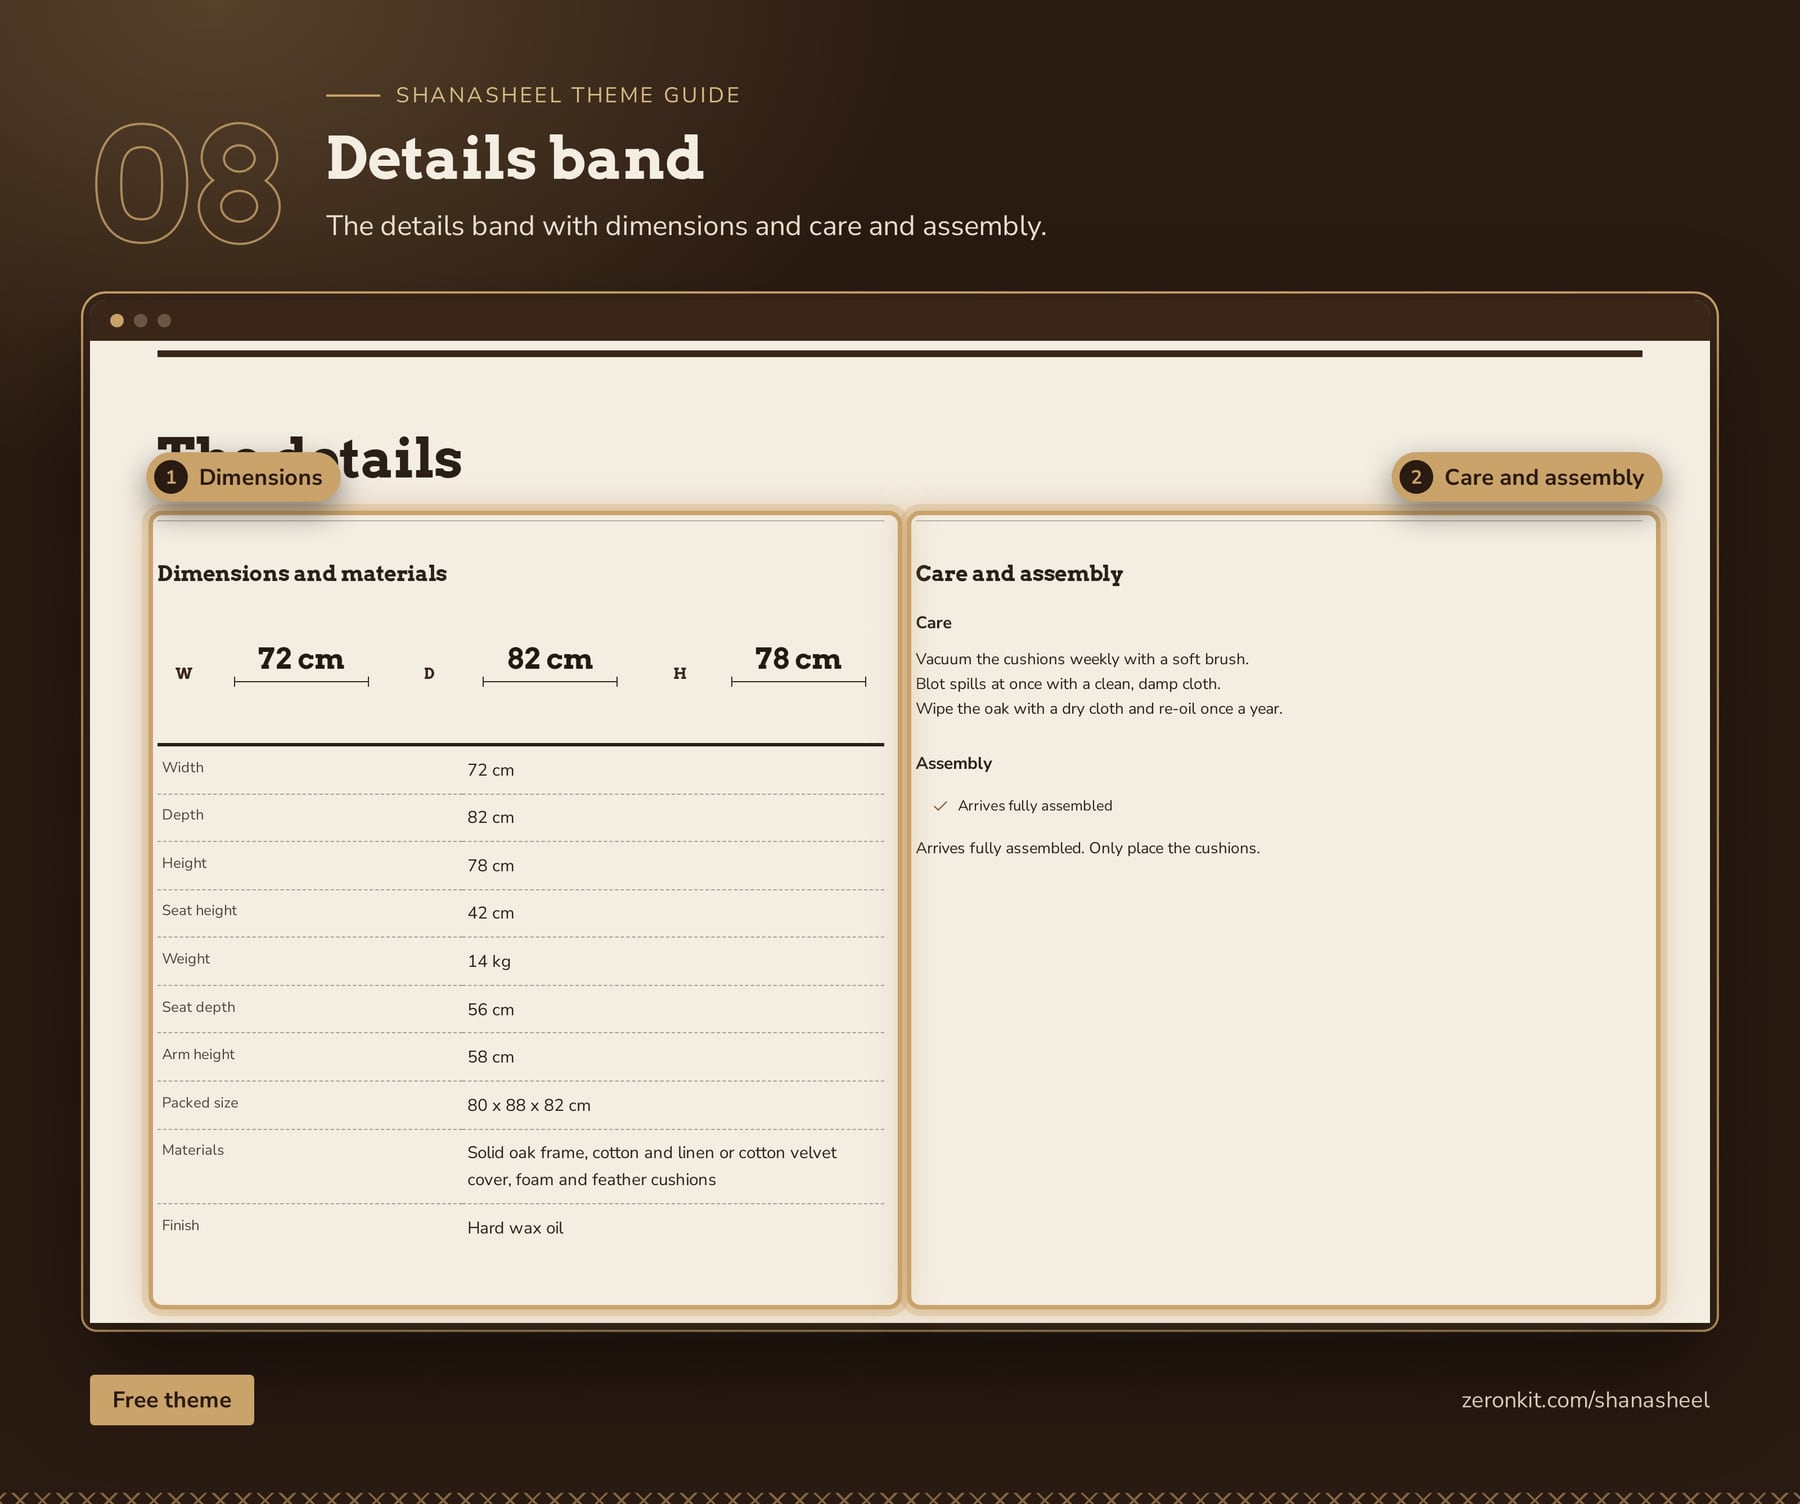 08
SHANASHEEL THEME GUIDE
Details band
The details band with dimensions and care and assembly.
The details
1 Dimensions
2 Care and assembly
Dimensions and materials
W 72 cm D 82 cm H 78 cm
Width 72 cm
Depth 82 cm
Height 78 cm
Seat height 42 cm
Weight 14 kg
Seat depth 56 cm
Arm height 58 cm
Packed size 80 x 88 x 82 cm
Materials Solid oak frame, cotton and linen or cotton velvet
cover, foam and feather cushions
Finish Hard wax oil
Care and assembly
Care
Vacuum the cushions weekly with a soft brush.
Blot spills at once with a clean, damp cloth.
Wipe the oak with a dry cloth and re-oil once a year.
Assembly
Arrives fully assembled
Arrives fully assembled. Only place the cushions.
Free theme
zeronkit.com/shanasheel